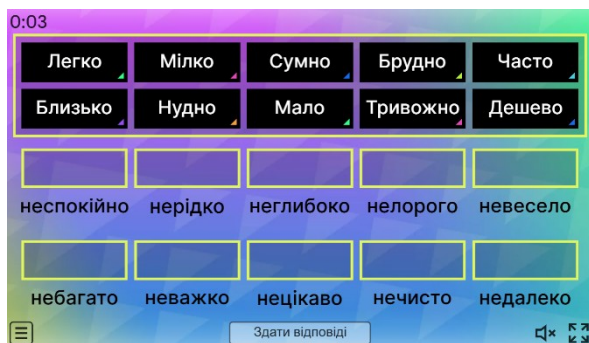 0:03
Легко Мілко Сумно Брудно Часто
Близько Нудно Мало Тривожно Дешево
неспокійно нерідко неглибоко нелорого невесело
небагато неважко нецікаво нечисто недалеко
Здати відповіді